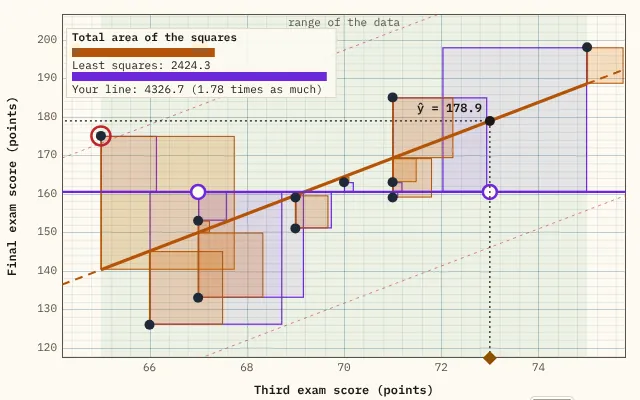 range of the data
Total area of the squares
Least squares: 2424.3
Your line: 4326.7 (1.78 times as much)
ŷ = 178.9
200
190
180
170
160
150
140
130
120
66
68
70
72
74
Final exam score (points)
Third exam score (points)